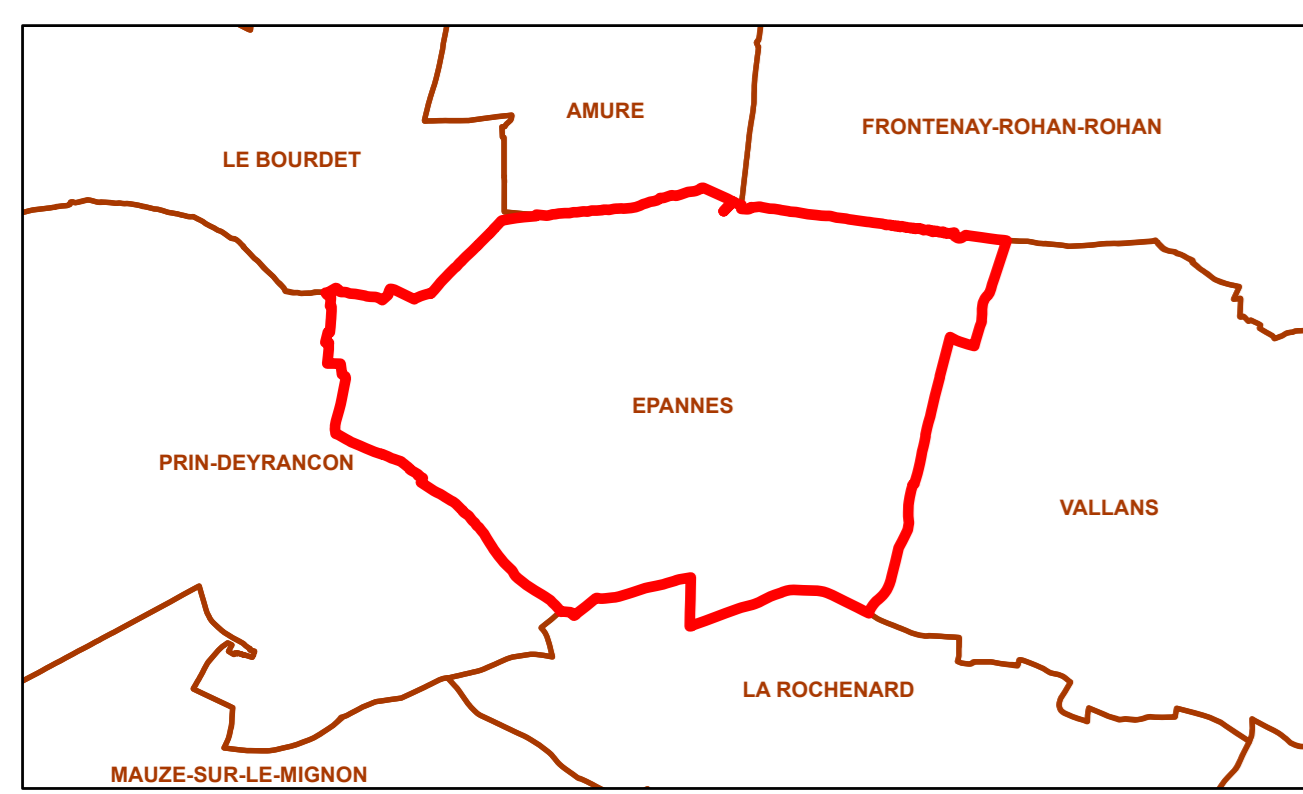 AMURE
FRONTENAY-ROHAN-ROHAN
LE BOURDET
EPANNES
PRIN-DEYRANCON
VALLANS
LA ROCHENARD
MAUZE-SUR-LE-MIGNON